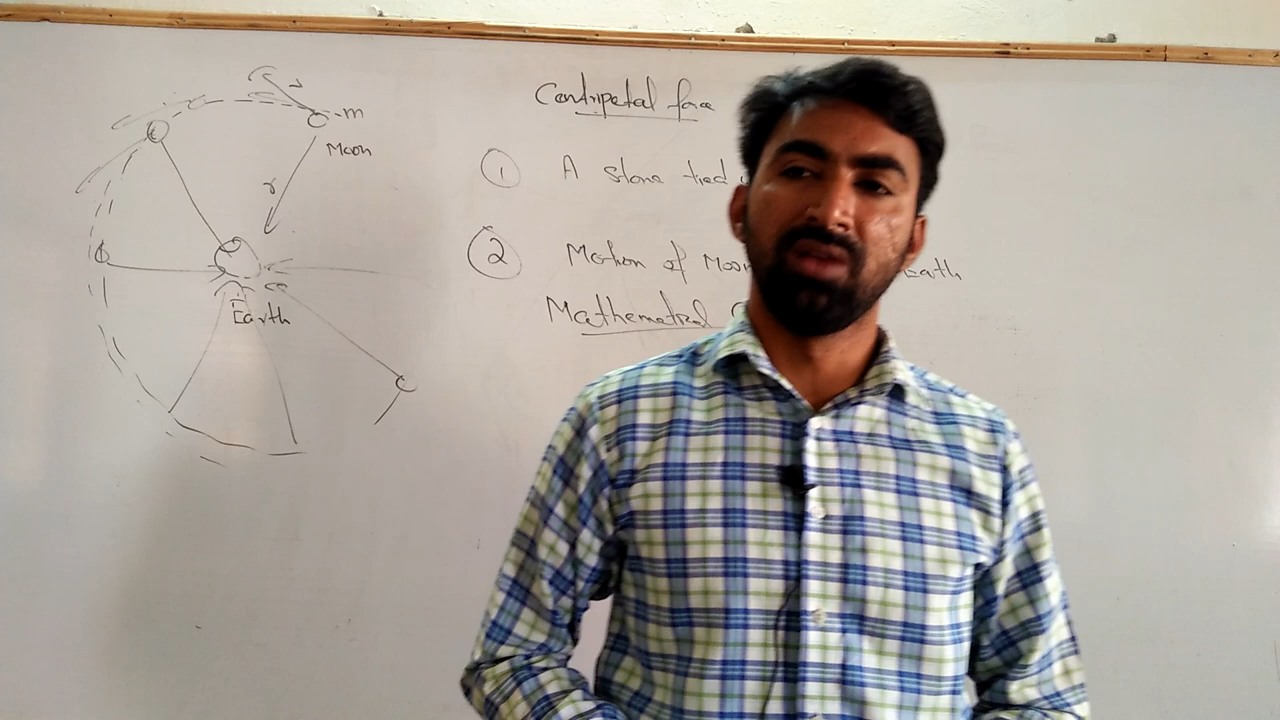 Centripetal force
m
Moon
r
1 A stone tied
2 Motion of Moon Earth
Mathematical
Earth